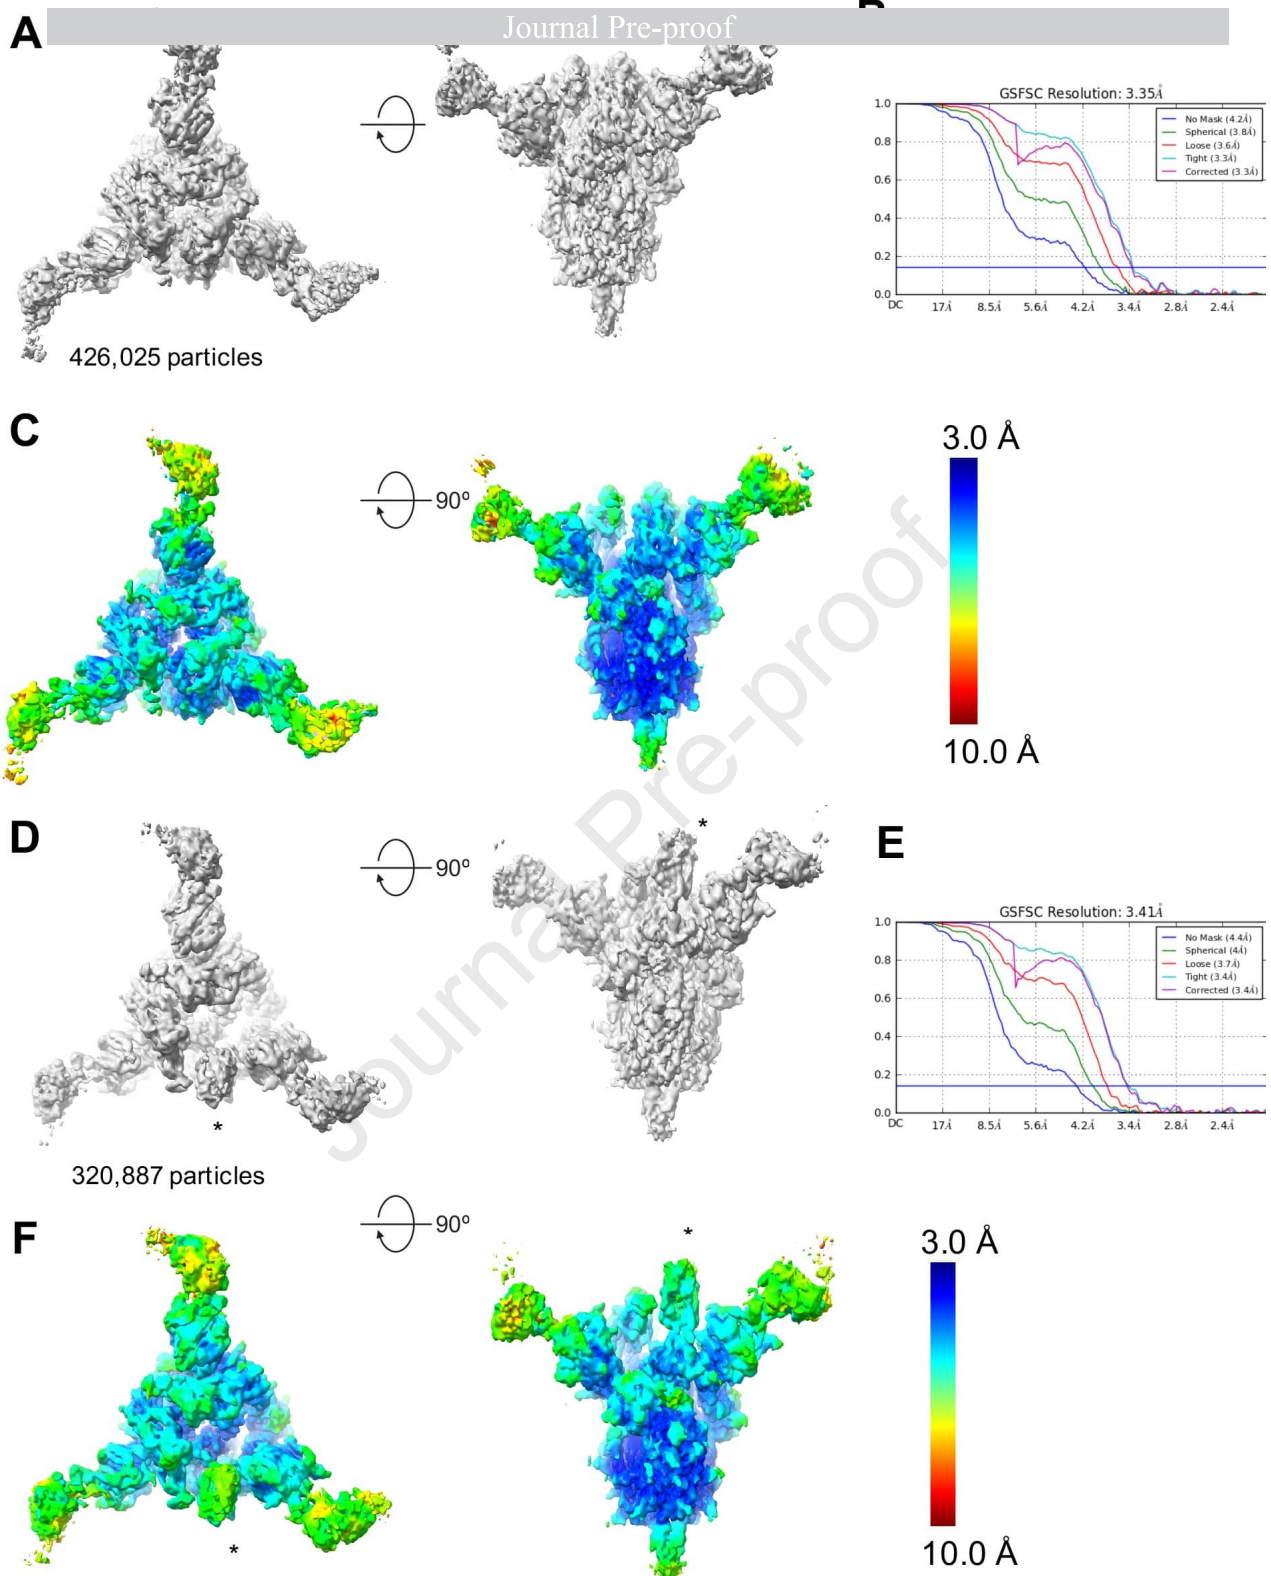 Journal Pre-proof
A
B
GSFSC Resolution: 3.35Å
1.0
0.8
0.6
0.4
0.2
0.0
No Mask (4.2Å)
Spherical (3.8Å)
Loose (3.6Å)
Tight (3.3Å)
Corrected (3.3Å)
DC 17Å 8.5Å 5.6Å 4.2Å 3.4Å 2.8Å 2.4Å
426,025 particles
C
90º
3.0 Å
10.0 Å
Journal Pre-proof
D
90º
*
*
320,887 particles
E
GSFSC Resolution: 3.41Å
1.0
0.8
0.6
0.4
0.2
0.0
No Mask (4.4Å)
Spherical (4Å)
Loose (3.7Å)
Tight (3.4Å)
Corrected (3.4Å)
DC 17Å 8.5Å 5.6Å 4.2Å 3.4Å 2.8Å 2.4Å
F
90º
*
*
3.0 Å
10.0 Å